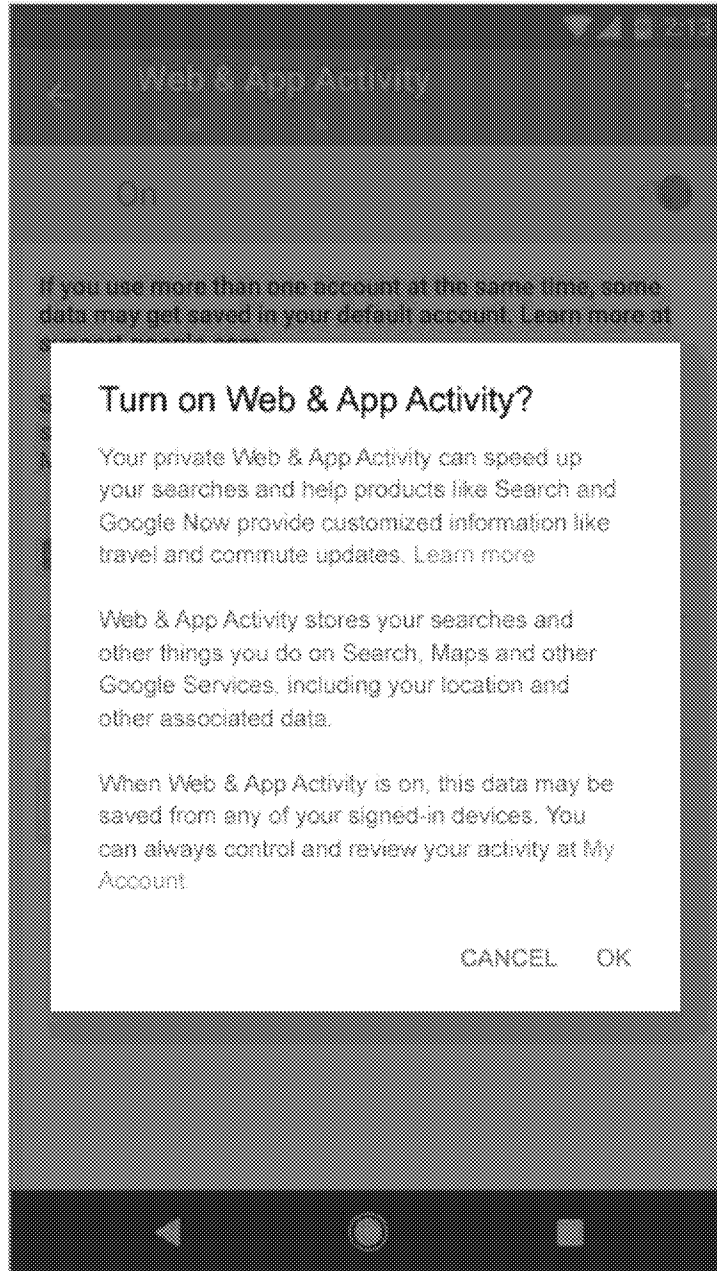 2:13
Web & App Activity
On
If you use more than one account at the same time, some
data may get saved in your default account. Learn more at
support.google.com
Turn on Web & App Activity?
Your private Web & App Activity can speed up
your searches and help products like Search and
Google Now provide customized information like
travel and commute updates. Learn more
Web & App Activity stores your searches and
other things you do on Search, Maps and other
Google Services, including your location and
other associated data.
When Web & App Activity is on, this data may be
saved from any of your signed-in devices. You
can always control and review your activity at My
Account.
CANCEL OK